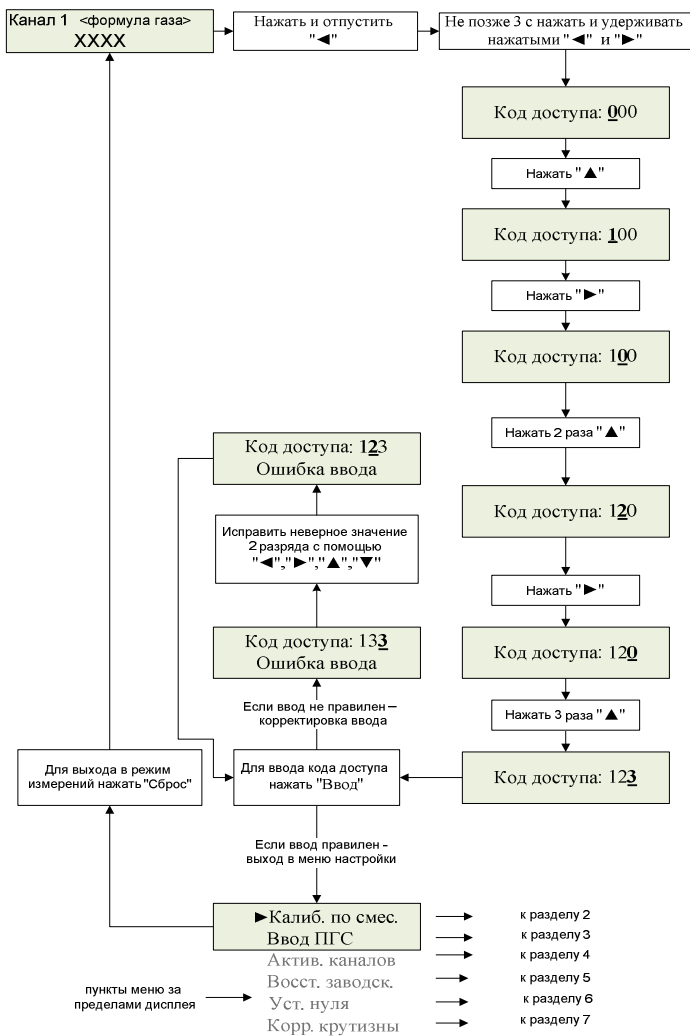 Канал 1 <формула газа>
XXXX
Нажать и отпустить
"◄"
Не позже 3 с нажать и удерживать
нажатыми "◄" и "►"
Код доступа: 000
Нажать "▲"
Код доступа: 100
Нажать "►"
Код доступа: 100
Нажать 2 раза "▲"
Код доступа: 120
Нажать "►"
Код доступа: 120
Нажать 3 раза "▲"
Код доступа: 123
Код доступа: 123
Ошибка ввода
Исправить неверное значение
2 разряда с помощью
"◄","►","▲","▼"
Код доступа: 133
Ошибка ввода
Если ввод не правилен –
корректировка ввода
Для ввода кода доступа
нажать "Ввод"
Для выхода в режим
измерений нажать "Сброс"
Если ввод правилен -
выход в меню настройки
►Калиб. по смес.
Ввод ПГС
Актив. каналов
Восст. заводск.
Уст. нуля
Корр. крутизны
пункты меню за
пределами дисплея
к разделу 2
к разделу 3
к разделу 4
к разделу 5
к разделу 6
к разделу 7